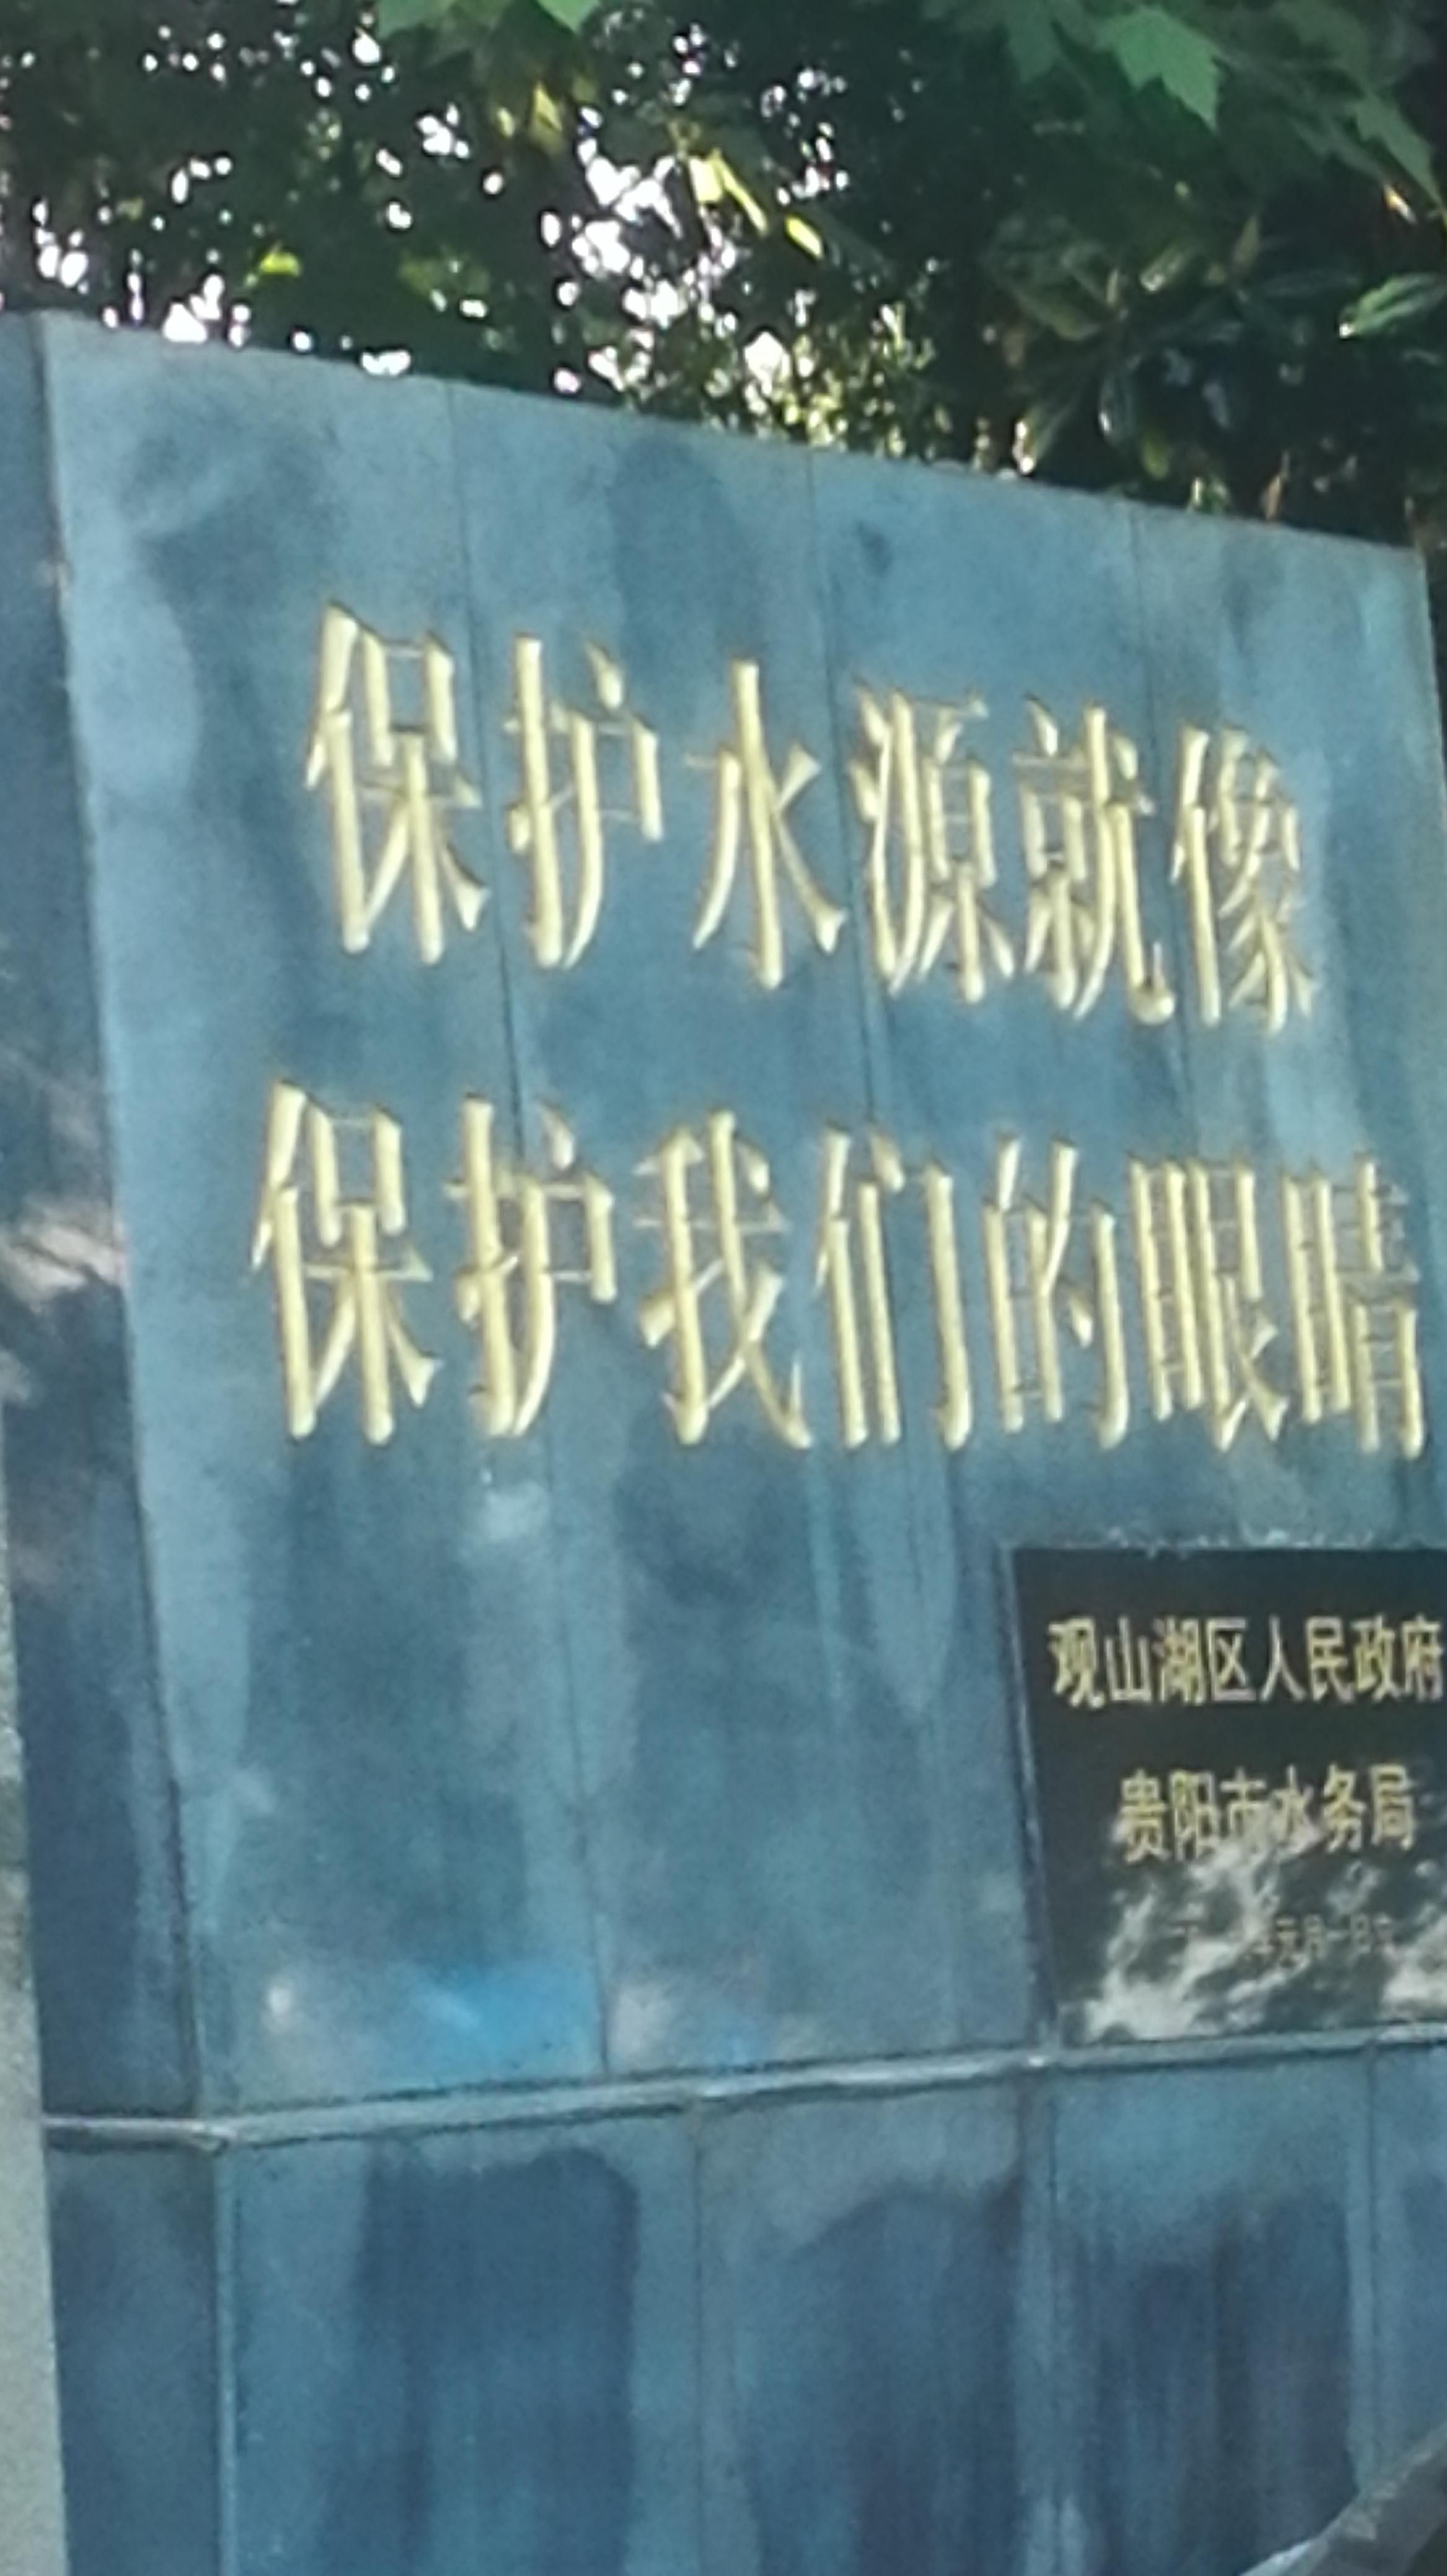 保护水源就像
保护我们的眼睛
观山湖区人民政府
贵阳市水务局